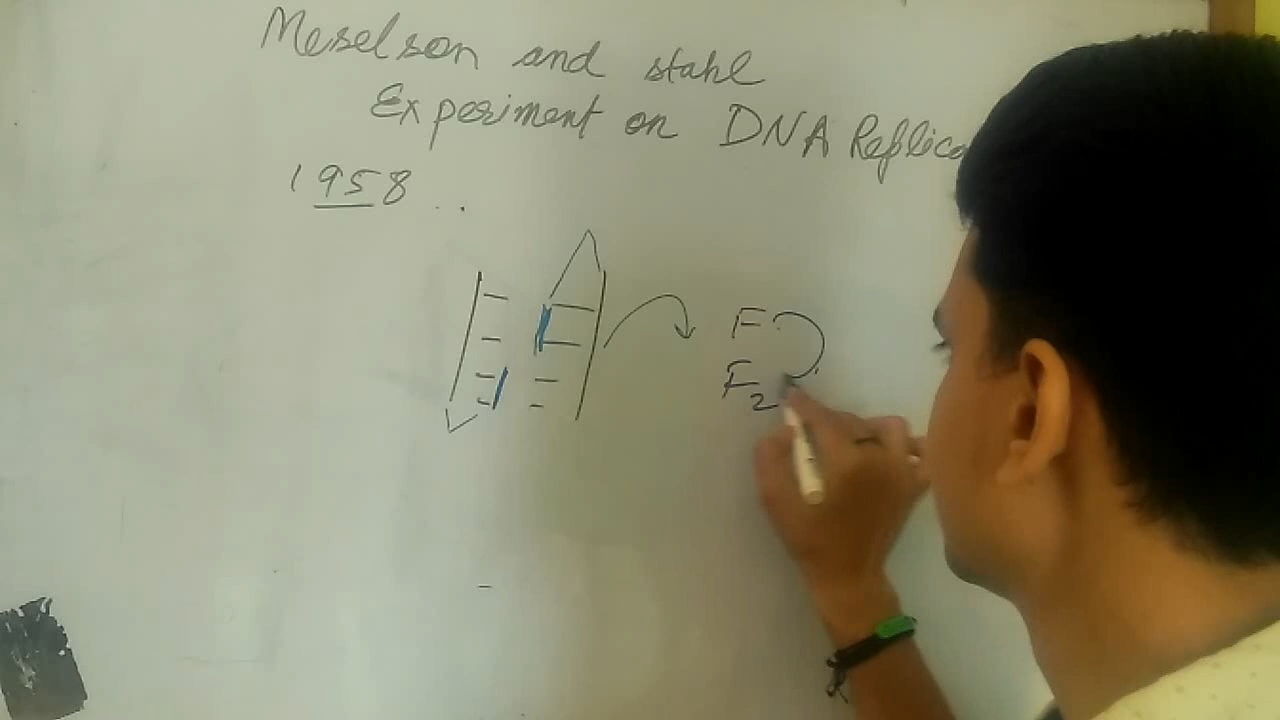 Meselson and stahl
Experiment on DNA Replica
1958 ..
F
F2